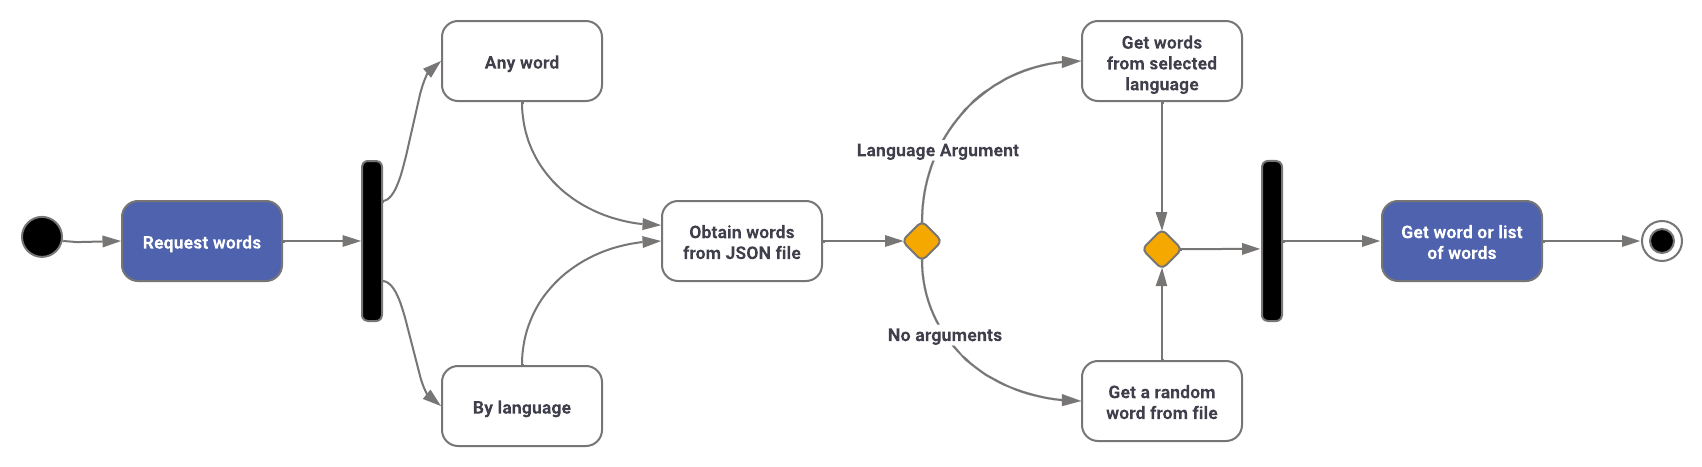 Request words
Any word
By language
Obtain words
from JSON file
Language Argument
No arguments
Get words
from selected
language
Get a random
word from file
Get word or list
of words